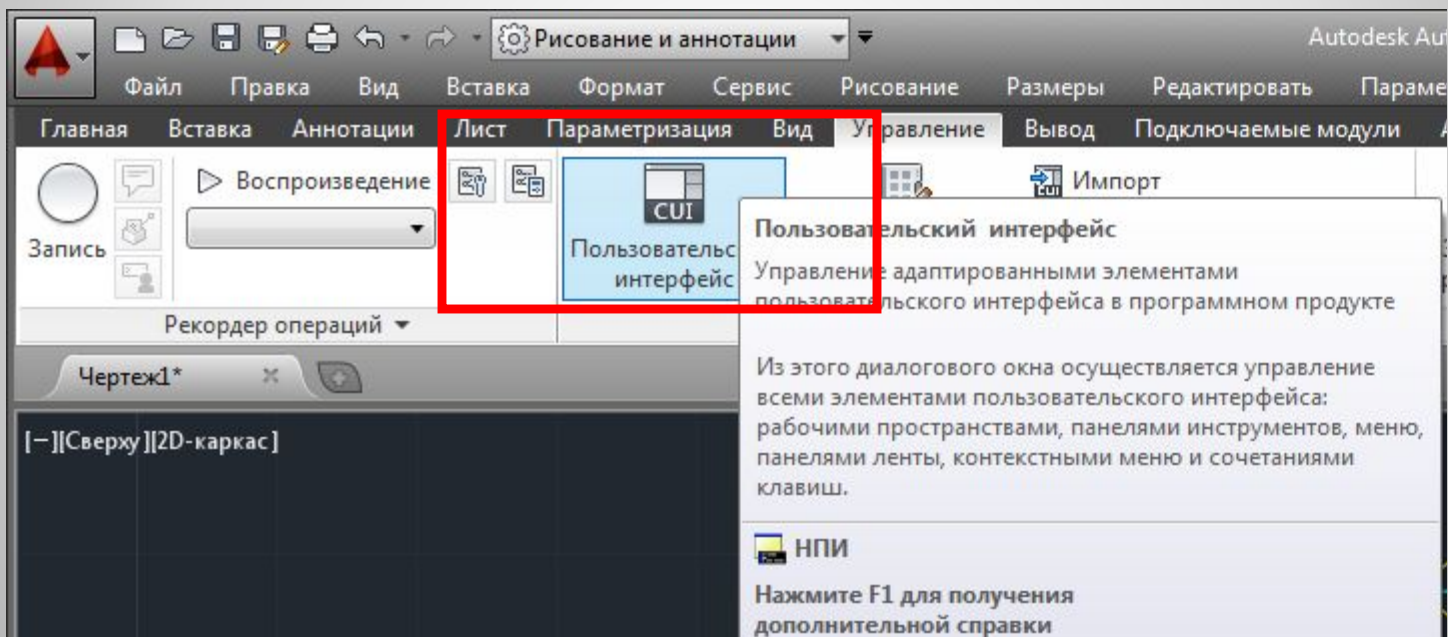 Рисование и аннотации
Autodesk Au
Файл Правка Вид Вставка Формат Сервис Рисование Размеры Редактировать Параме
Главная Вставка Аннотации Лист Параметризация Вид Управление Вывод Подключаемые модули
Воспроизведение
Запись
Рекордер операций
CUI
Пользовательс
интерфейс
CUI Импорт
Чертеж1*
[−][Сверху][2D-каркас]
Пользовательский интерфейс
Управление адаптированными элементами
пользовательского интерфейса в программном продукте
Из этого диалогового окна осуществляется управление
всеми элементами пользовательского интерфейса:
рабочими пространствами, панелями инструментов, меню,
панелями ленты, контекстными меню и сочетаниями
клавиш.
НПИ
Нажмите F1 для получения
дополнительной справки